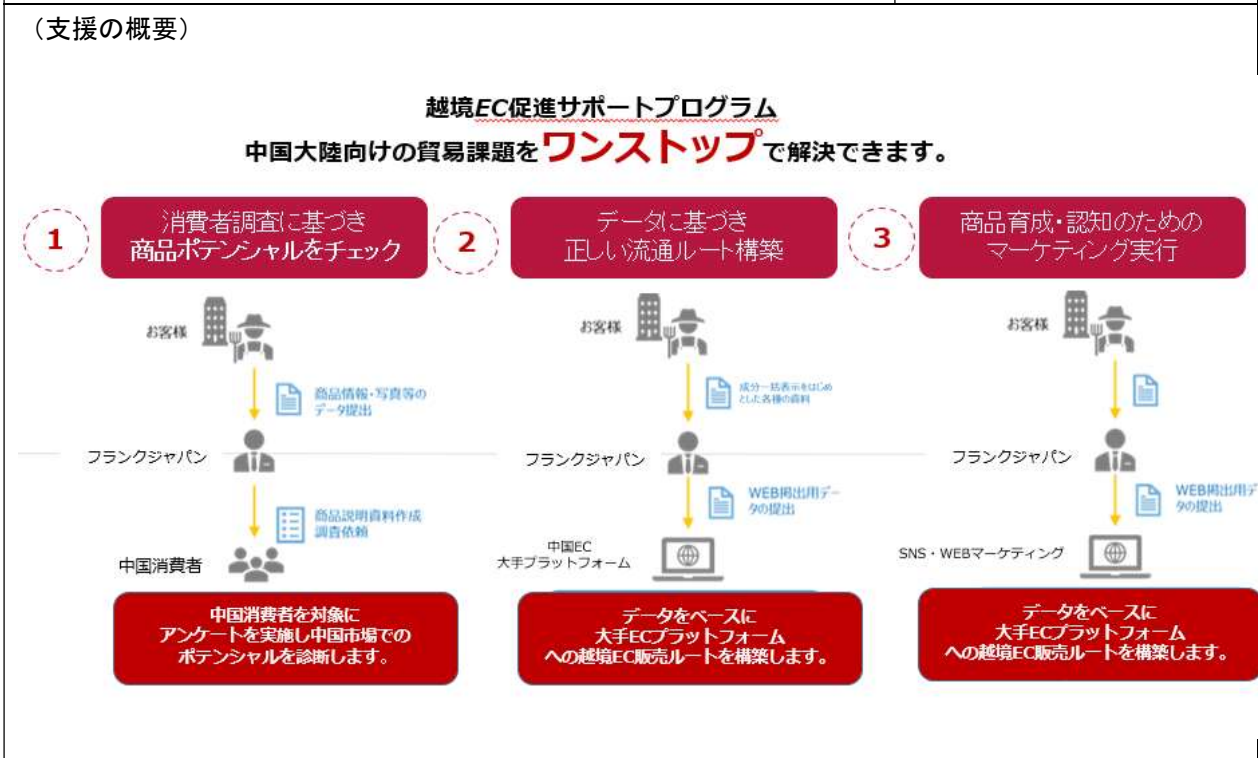 （支援の概要）
越境EC促進サポートプログラム
中国大陸向けの貿易課題をワンストップで解決できます。
1
消費者調査に基づき
商品ポテンシャルをチェック
お客様
商品情報・写真等の
データ提出
フランクジャパン
商品説明資料作成
調査依頼
中国消費者
中国消費者を対象に
アンケートを実施し中国市場での
ポテンシャルを診断します。
2
データに基づき
正しい流通ルート構築
お客様
成分一括表示をはじめ
とした各種の資料
フランクジャパン
WEB掲出用デー
タの提出
中国EC
大手プラットフォーム
データをベースに
大手ECプラットフォーム
への越境EC販売ルートを構築します。
3
商品育成・認知のための
マーケティング実行
お客様
フランクジャパン
WEB掲出用デ
タの提出
SNS・WEBマーケティング
データをベースに
大手ECプラットフォーム
への越境EC販売ルートを構築します。